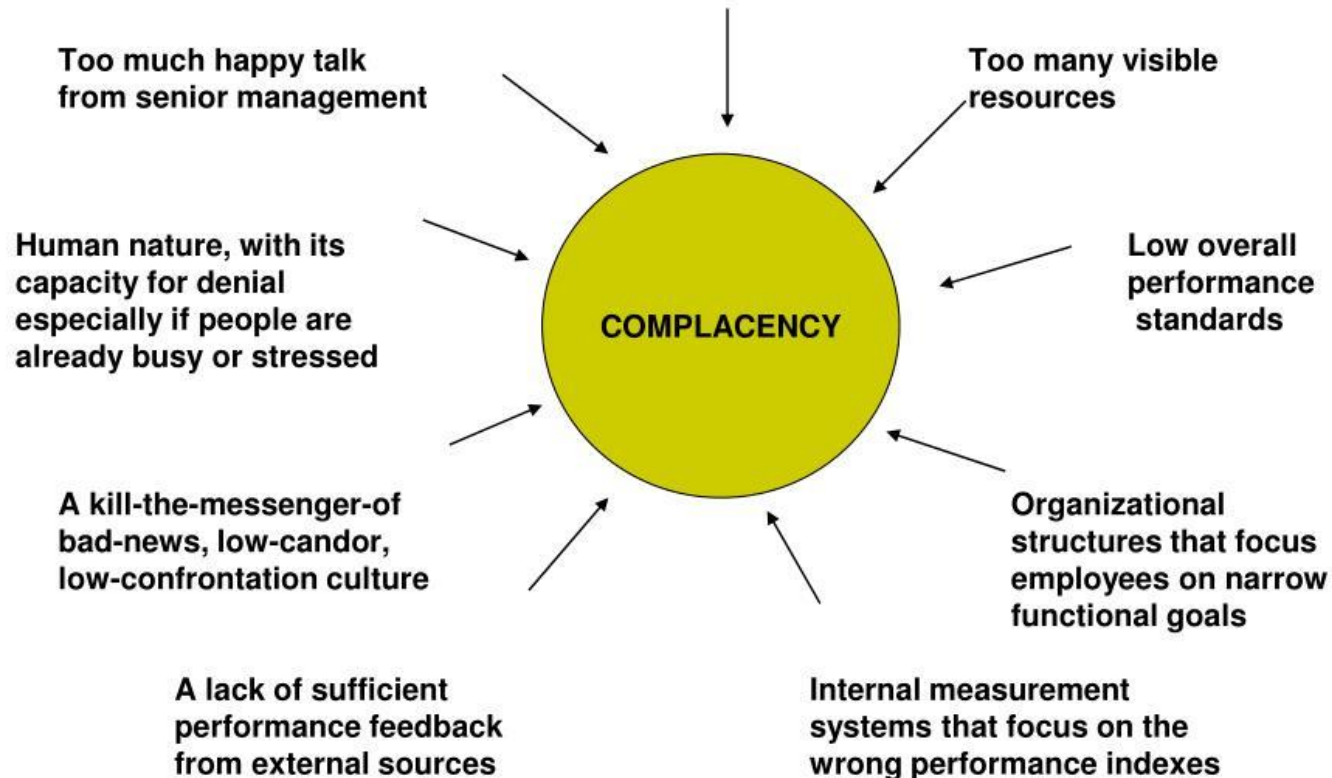 Too much happy talk
from senior management
Too many visible
resources
Human nature, with its
capacity for denial
especially if people are
already busy or stressed
COMPLACENCY
Low overall
performance
standards
A kill-the-messenger-of
bad-news, low-candor,
low-confrontation culture
Organizational
structures that focus
employees on narrow
functional goals
A lack of sufficient
performance feedback
from external sources
Internal measurement
systems that focus on the
wrong performance indexes